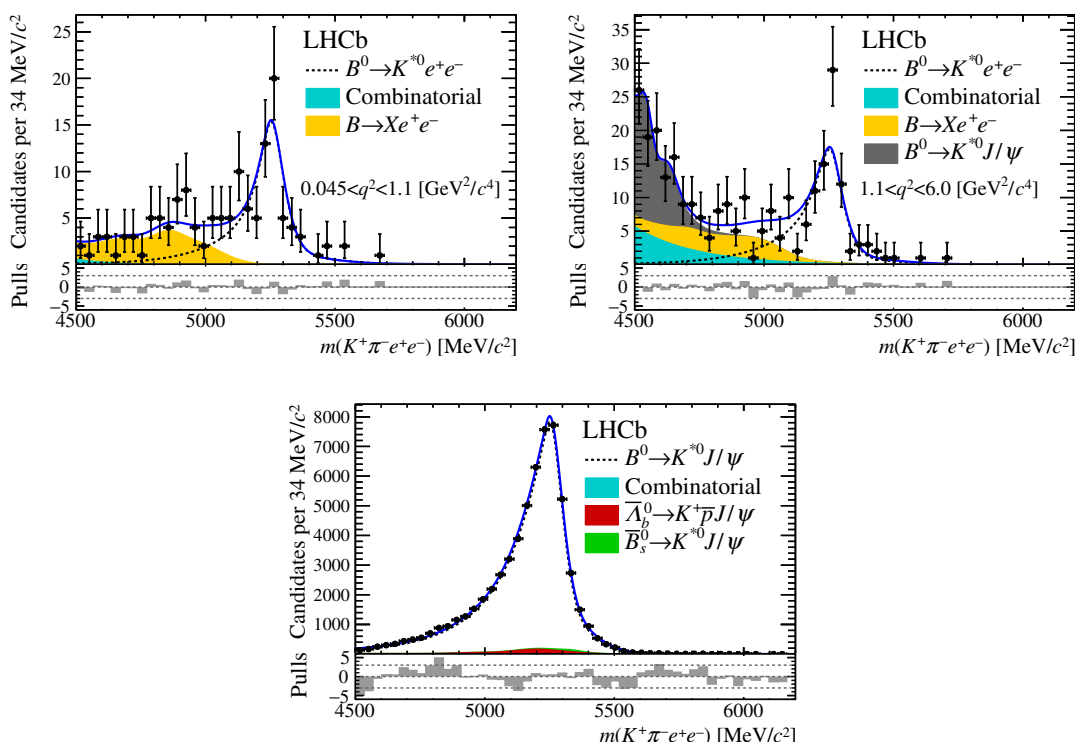 Candidates per 34 MeV/c²
25
20
15
10
5
0
LHCb
B⁰→K*⁰e⁺e⁻
Combinatorial
B→Xe⁺e⁻
0.045<q²<1.1 [GeV²/c⁴]
Pulls
5
0
−5
4500 5000 5500 6000
m(K⁺π⁻e⁺e⁻) [MeV/c²]
Candidates per 34 MeV/c²
35
30
25
20
15
10
5
0
LHCb
B⁰→K*⁰e⁺e⁻
Combinatorial
B→Xe⁺e⁻
B⁰→K*⁰J/ψ
1.1<q²<6.0 [GeV²/c⁴]
Pulls
5
0
−5
4500 5000 5500 6000
m(K⁺π⁻e⁺e⁻) [MeV/c²]
Candidates per 34 MeV/c²
8000
7000
6000
5000
4000
3000
2000
1000
LHCb
B⁰→K*⁰J/ψ
Combinatorial
Λ̅_b⁰→K⁺p̅J/ψ
B̅_s⁰→K*⁰J/ψ
Pulls
5
0
−5
4500 5000 5500 6000
m(K⁺π⁻e⁺e⁻) [MeV/c²]